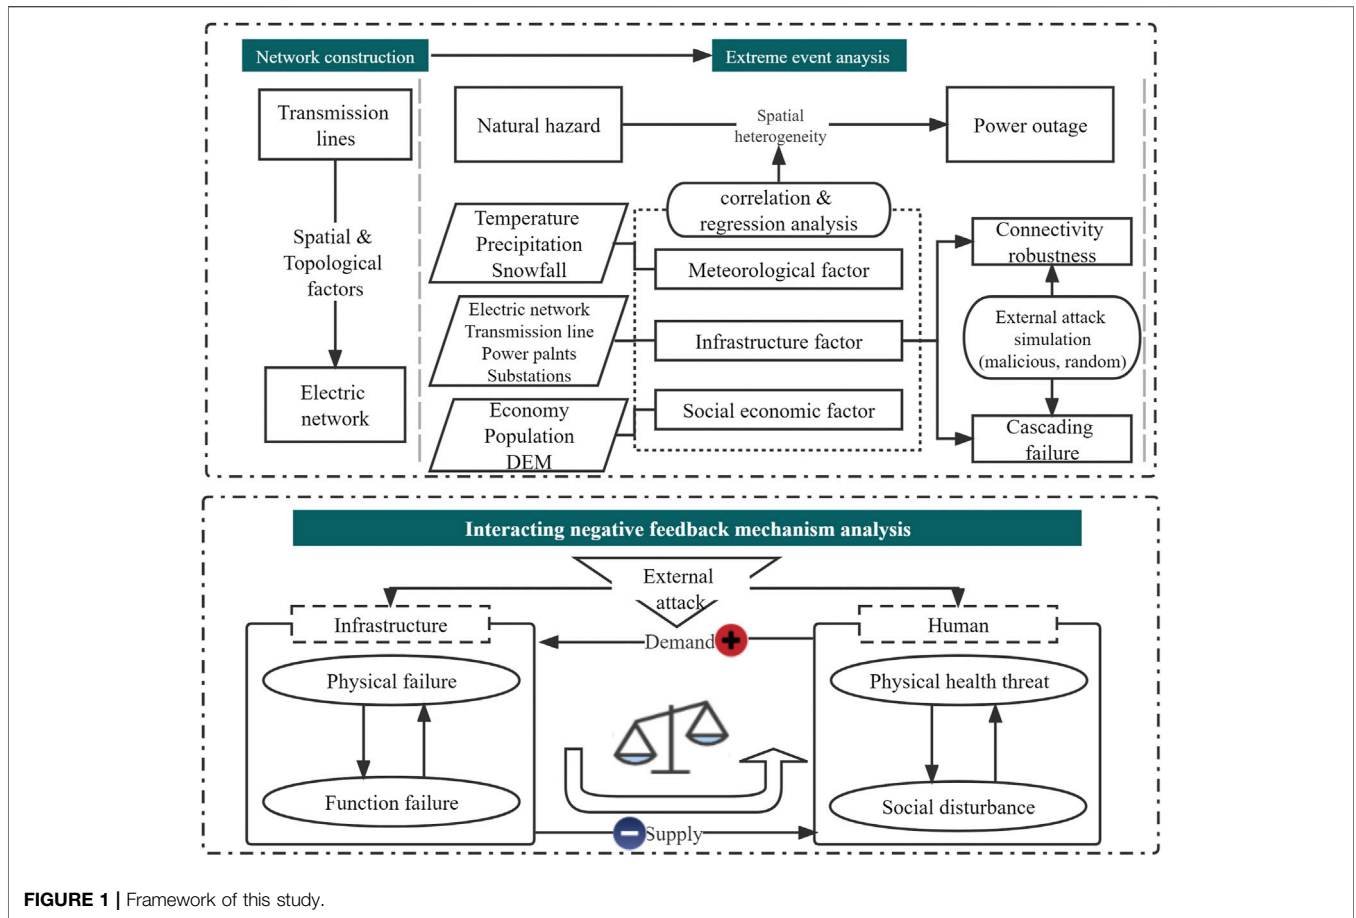 Network construction
Extreme event anaysis
Transmission
lines
Spatial &
Topological
factors
Electric
network
Natural hazard
Spatial
heterogeneity
Power outage
correlation &
regression analysis
Temperature
Precipitation
Snowfall
Meteorological factor
Electric network
Transmission line
Power palnts
Substations
Infrastructure factor
Economy
Population
DEM
Social economic factor
Connectivity
robustness
External attack
simulation
(malicious, random)
Cascading
failure
Interacting negative feedback mechanism analysis
External
attack
Infrastructure
Human
Demand
Physical failure
Function failure
Physical health threat
Social disturbance
Supply
FIGURE 1 | Framework of this study.